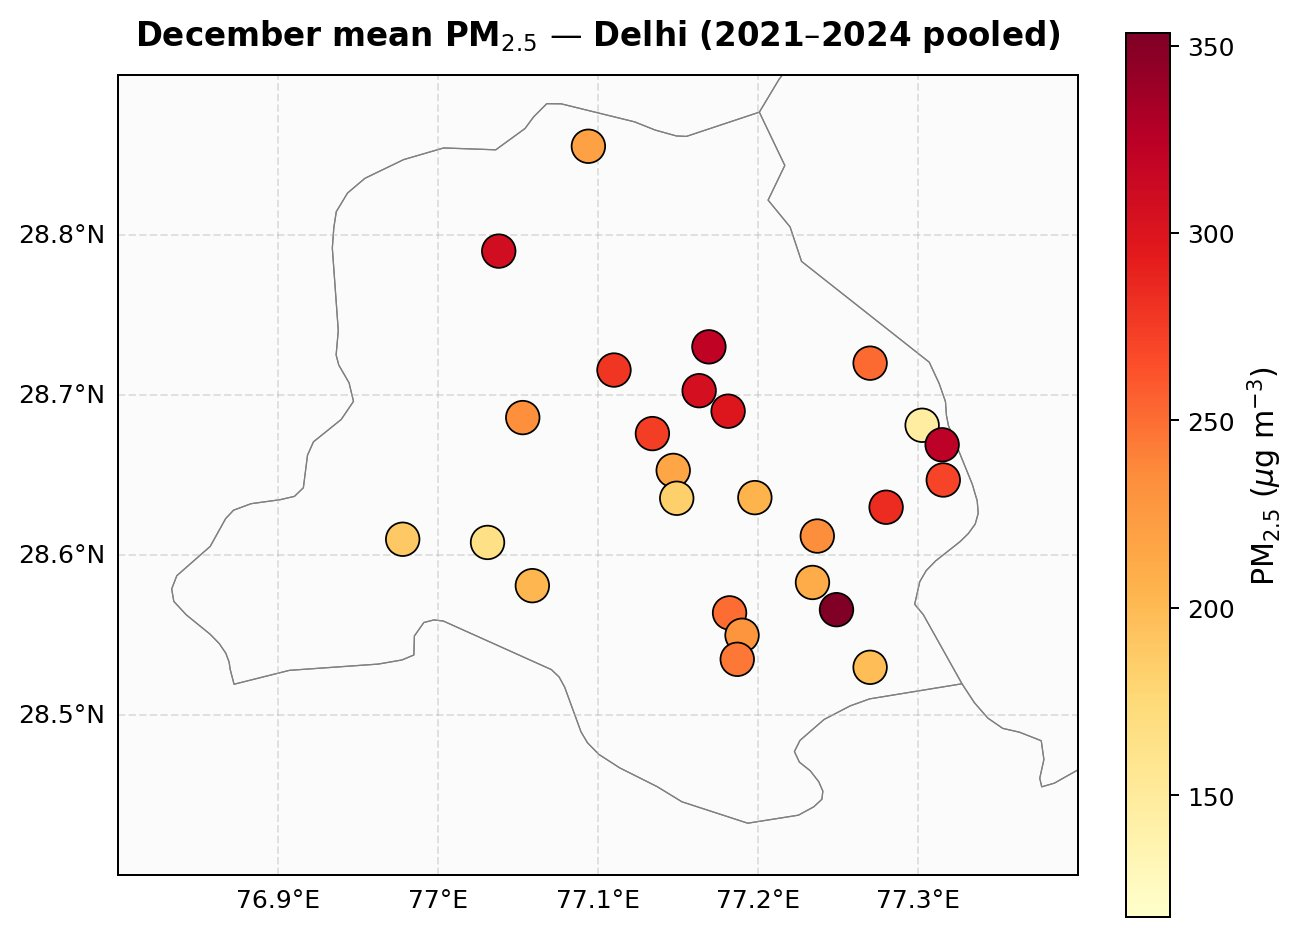 December mean PM₂.₅ — Delhi (2021–2024 pooled)
28.8°N
28.7°N
28.6°N
28.5°N
76.9°E 77°E 77.1°E 77.2°E 77.3°E
350
300
250
200
150
PM₂.₅ (μg m⁻³)